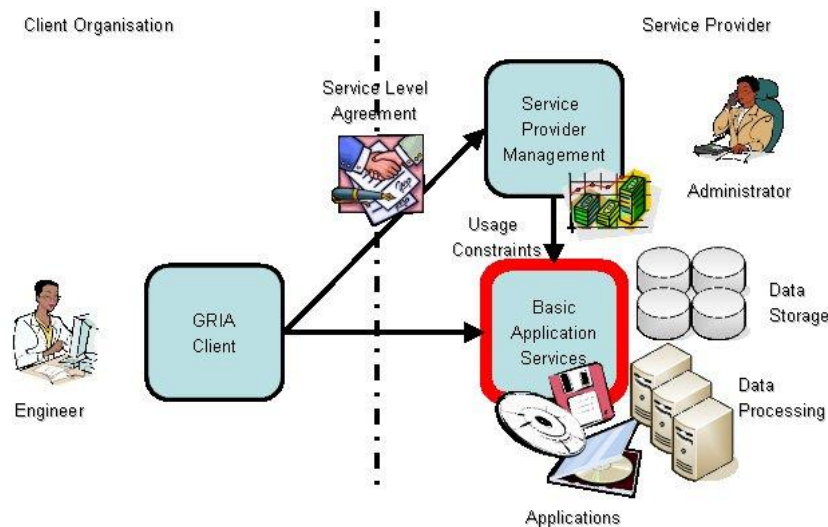 Client Organisation
Service Provider
Service Level
Agreement
Service
Provider
Management
Administrator
Usage
Constraints
GRIA
Client
Basic
Application
Services
Data
Storage
Engineer
Data
Processing
Applications